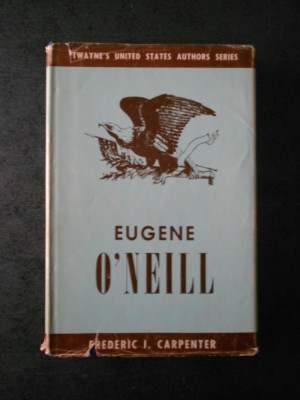 TWAYNE'S UNITED STATES AUTHORS SERIES
EUGENE
O'NEILL
FREDERIC I. CARPENTER